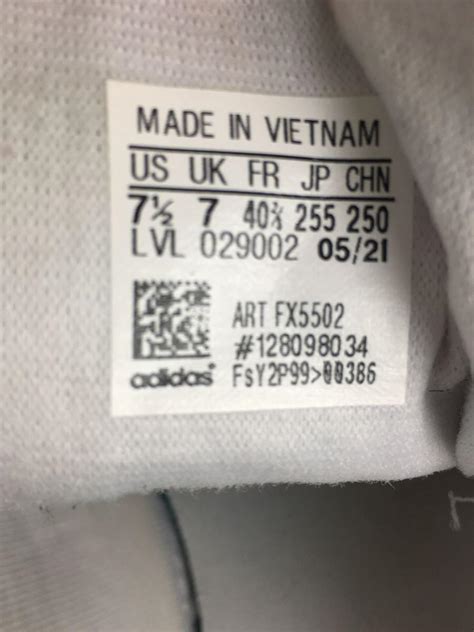 MADE IN VIETNAM
US UK FR JP CHN
7½ 7 40⅔ 255 250
LVL 029002 05/21
ART FX5502
#128098034
adidas® FsY2P99>00386